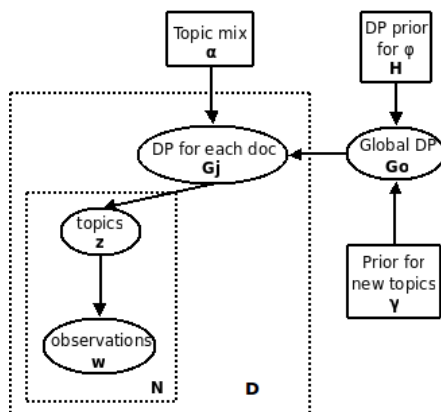 Topic mix
α
DP prior
for φ
H
DP for each doc
Gj
Global DP
Go
topics
z
Prior for
new topics
γ
observations
w
N
D